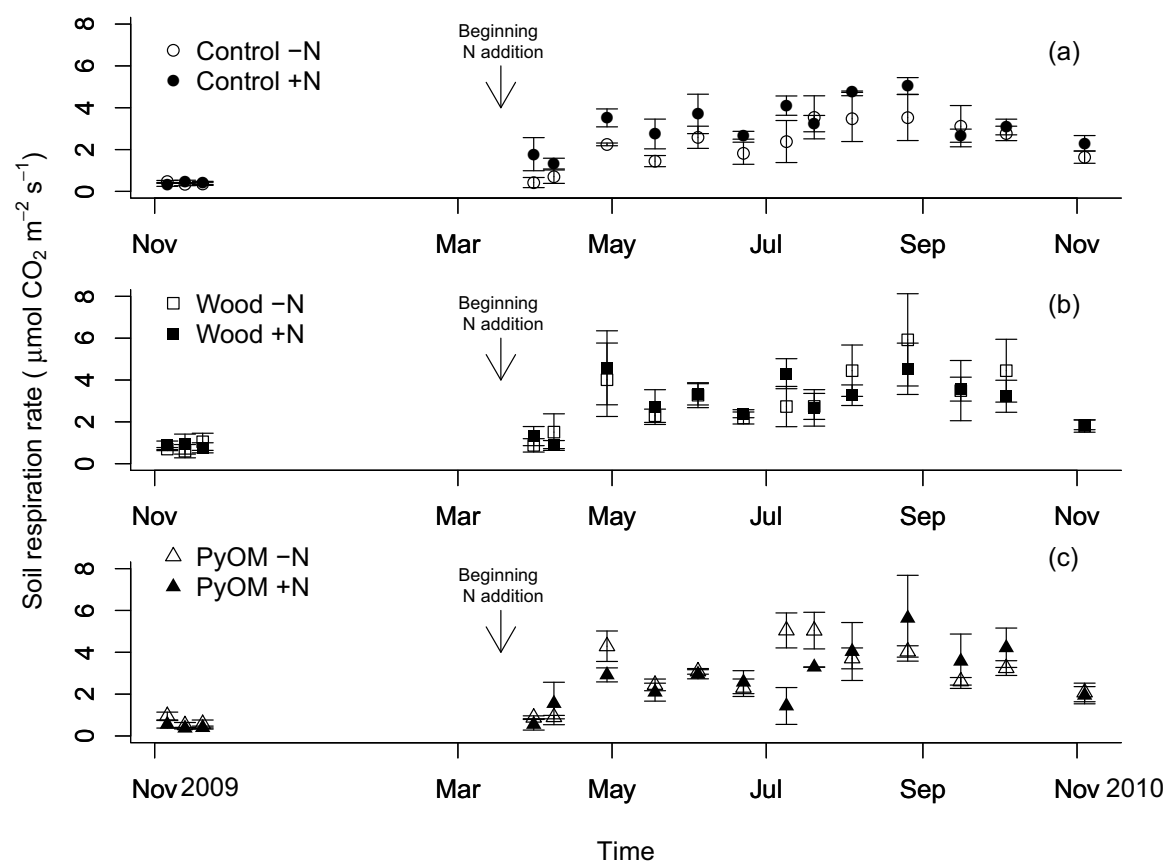 Soil respiration rate ( μmol CO₂ m⁻² s⁻¹)
8
6
4
2
0
Control −N
Control +N
Beginning
N addition
(a)
Nov Mar May Jul Sep Nov
8
6
4
2
0
Wood −N
Wood +N
Beginning
N addition
(b)
Nov Mar May Jul Sep Nov
8
6
4
2
0
PyOM −N
PyOM +N
Beginning
N addition
(c)
Nov 2009 Mar May Jul Sep Nov 2010
Time